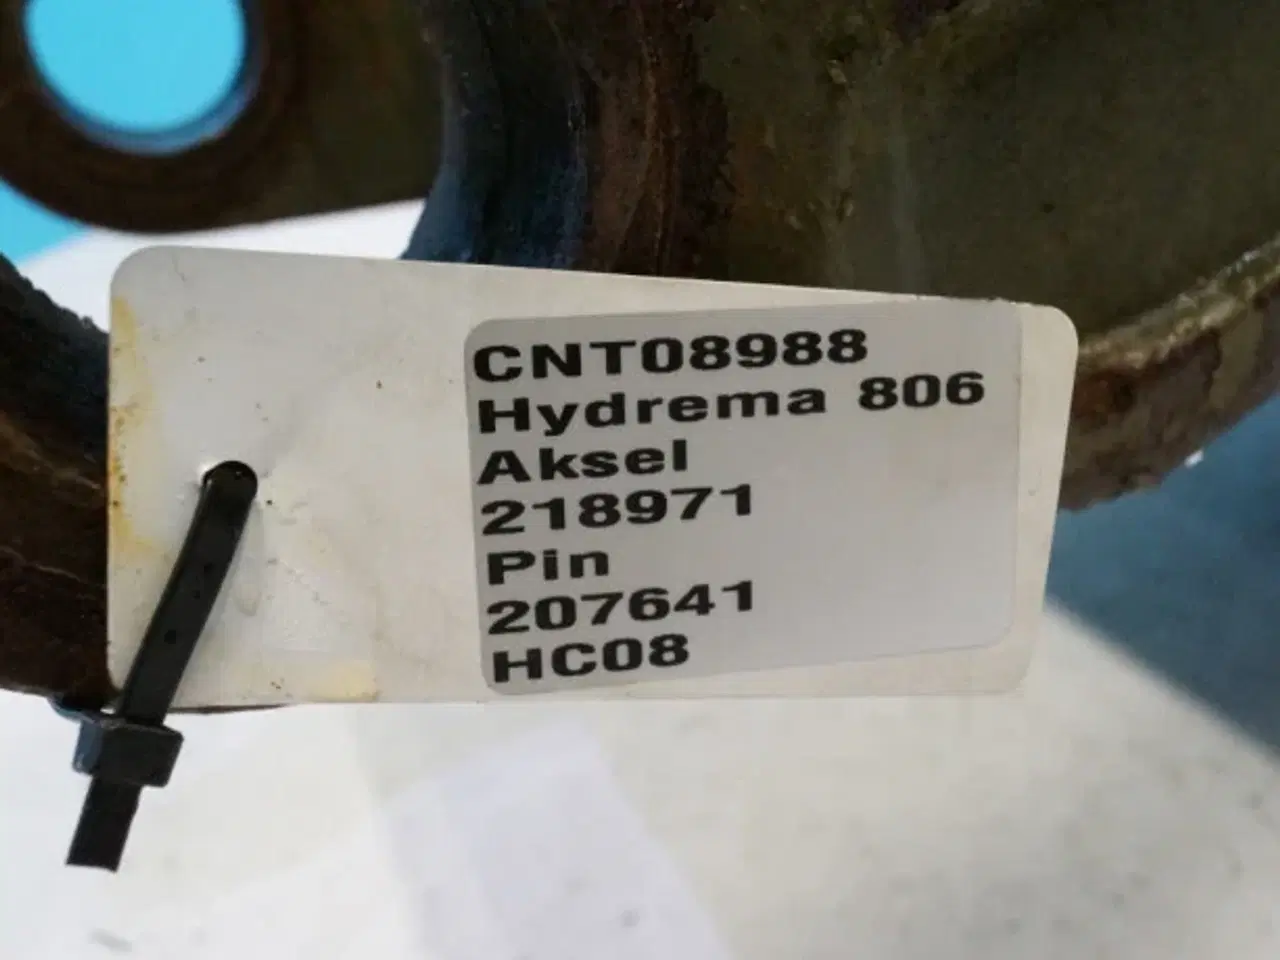 CNT08988
Hydrema 806
Aksel
218971
Pin
207641
HC08